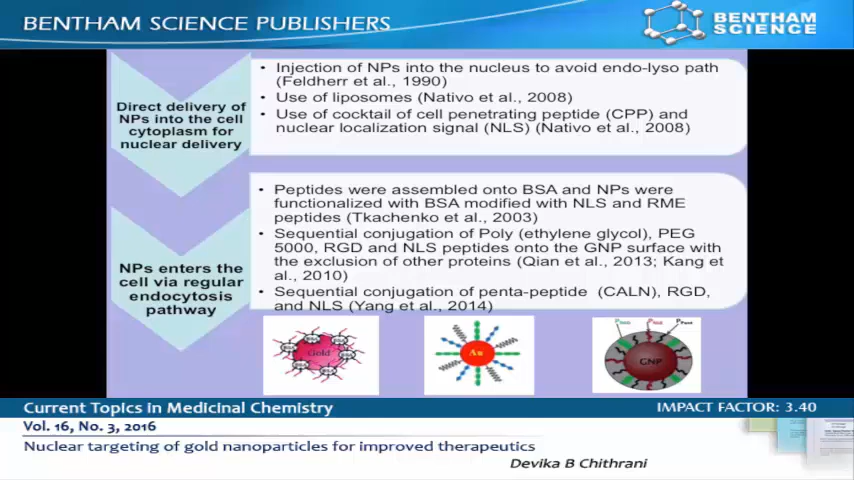 BENTHAM SCIENCE PUBLISHERS
BENTHAM
SCIENCE
Direct delivery of
NPs into the cell
cytoplasm for
nuclear delivery
• Injection of NPs into the nucleus to avoid endo-lyso path
(Feldherr et al., 1990)
• Use of liposomes (Nativo et al., 2008)
• Use of cocktail of cell penetrating peptide (CPP) and
nuclear localization signal (NLS) (Nativo et al., 2008)
NPs enters the
cell via regular
endocytosis
pathway
• Peptides were assembled onto BSA and NPs were
functionalized with BSA modified with NLS and RME
peptides (Tkachenko et al., 2003)
• Sequential conjugation of Poly (ethylene glycol), PEG
5000, RGD and NLS peptides onto the GNP surface with
the exclusion of other proteins (Qian et al., 2013; Kang et
al., 2010)
• Sequential conjugation of penta-peptide (CALN), RGD,
and NLS (Yang et al., 2014)
Gold
Au
GNP
Current Topics in Medicinal Chemistry
IMPACT FACTOR: 3.40
Vol. 16, No. 3, 2016
Nuclear targeting of gold nanoparticles for improved therapeutics
Devika B Chithrani